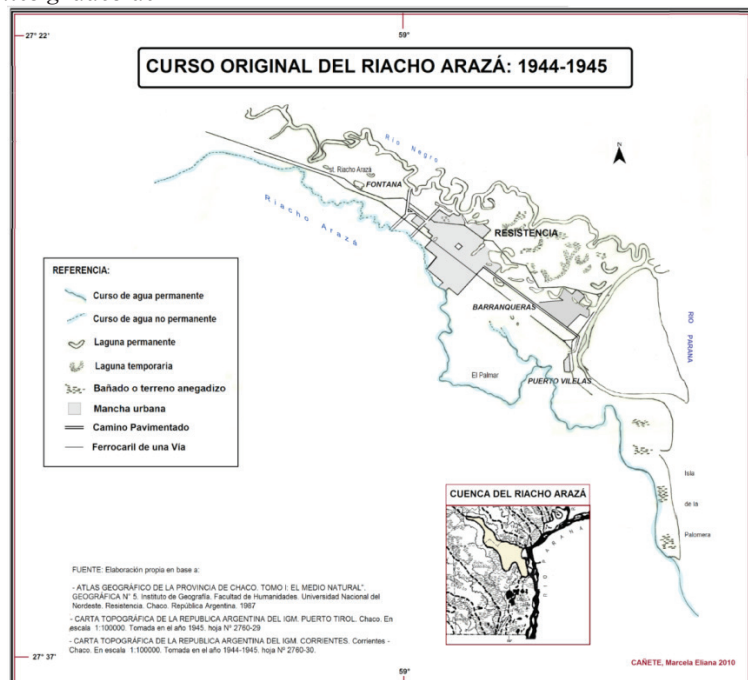 27° 22'
59°
CURSO ORIGINAL DEL RIACHO ARAZÁ: 1944-1945
Río Negro
N
st. Riacho Arazá
FONTANA
Riacho Arazá
RESISTENCIA
BARRANQUERAS
RIO PARANA
El Palmar
PUERTO VILELAS
Isla
de la
Palomera
REFERENCIA:
Curso de agua permanente
Curso de agua no permanente
Laguna permanente
Laguna temporaria
Bañado o terreno anegadizo
Mancha urbana
Camino Pavimentado
Ferrocaril de una Vía
CUENCA DEL RIACHO ARAZÁ
FUENTE: Elaboración propia en base a:
- ATLAS GEOGRÁFICO DE LA PROVINCIA DE CHACO. TOMO I: EL MEDIO NATURAL".
GEOGRÁFICA N° 5. Instituto de Geografía. Facultad de Humanidades. Universidad Nacional del
Nordeste. Resistencia. Chaco. República Argentina. 1987
- CARTA TOPOGRÁFICA DE LA REPUBLICA ARGENTINA DEL IGM. PUERTO TIROL. Chaco. En
escala 1:100000. Tomada en el año 1945. hoja Nº 2760-29
- CARTA TOPOGRÁFICA DE LA REPUBLICA ARGENTINA DEL IGM. CORRIENTES. Corrientes -
Chaco. En escala 1:100000. Tomada en el año 1944-1945. hoja Nº 2760-30.
27° 37'
59°
CAÑETE, Marcela Eliana 2010